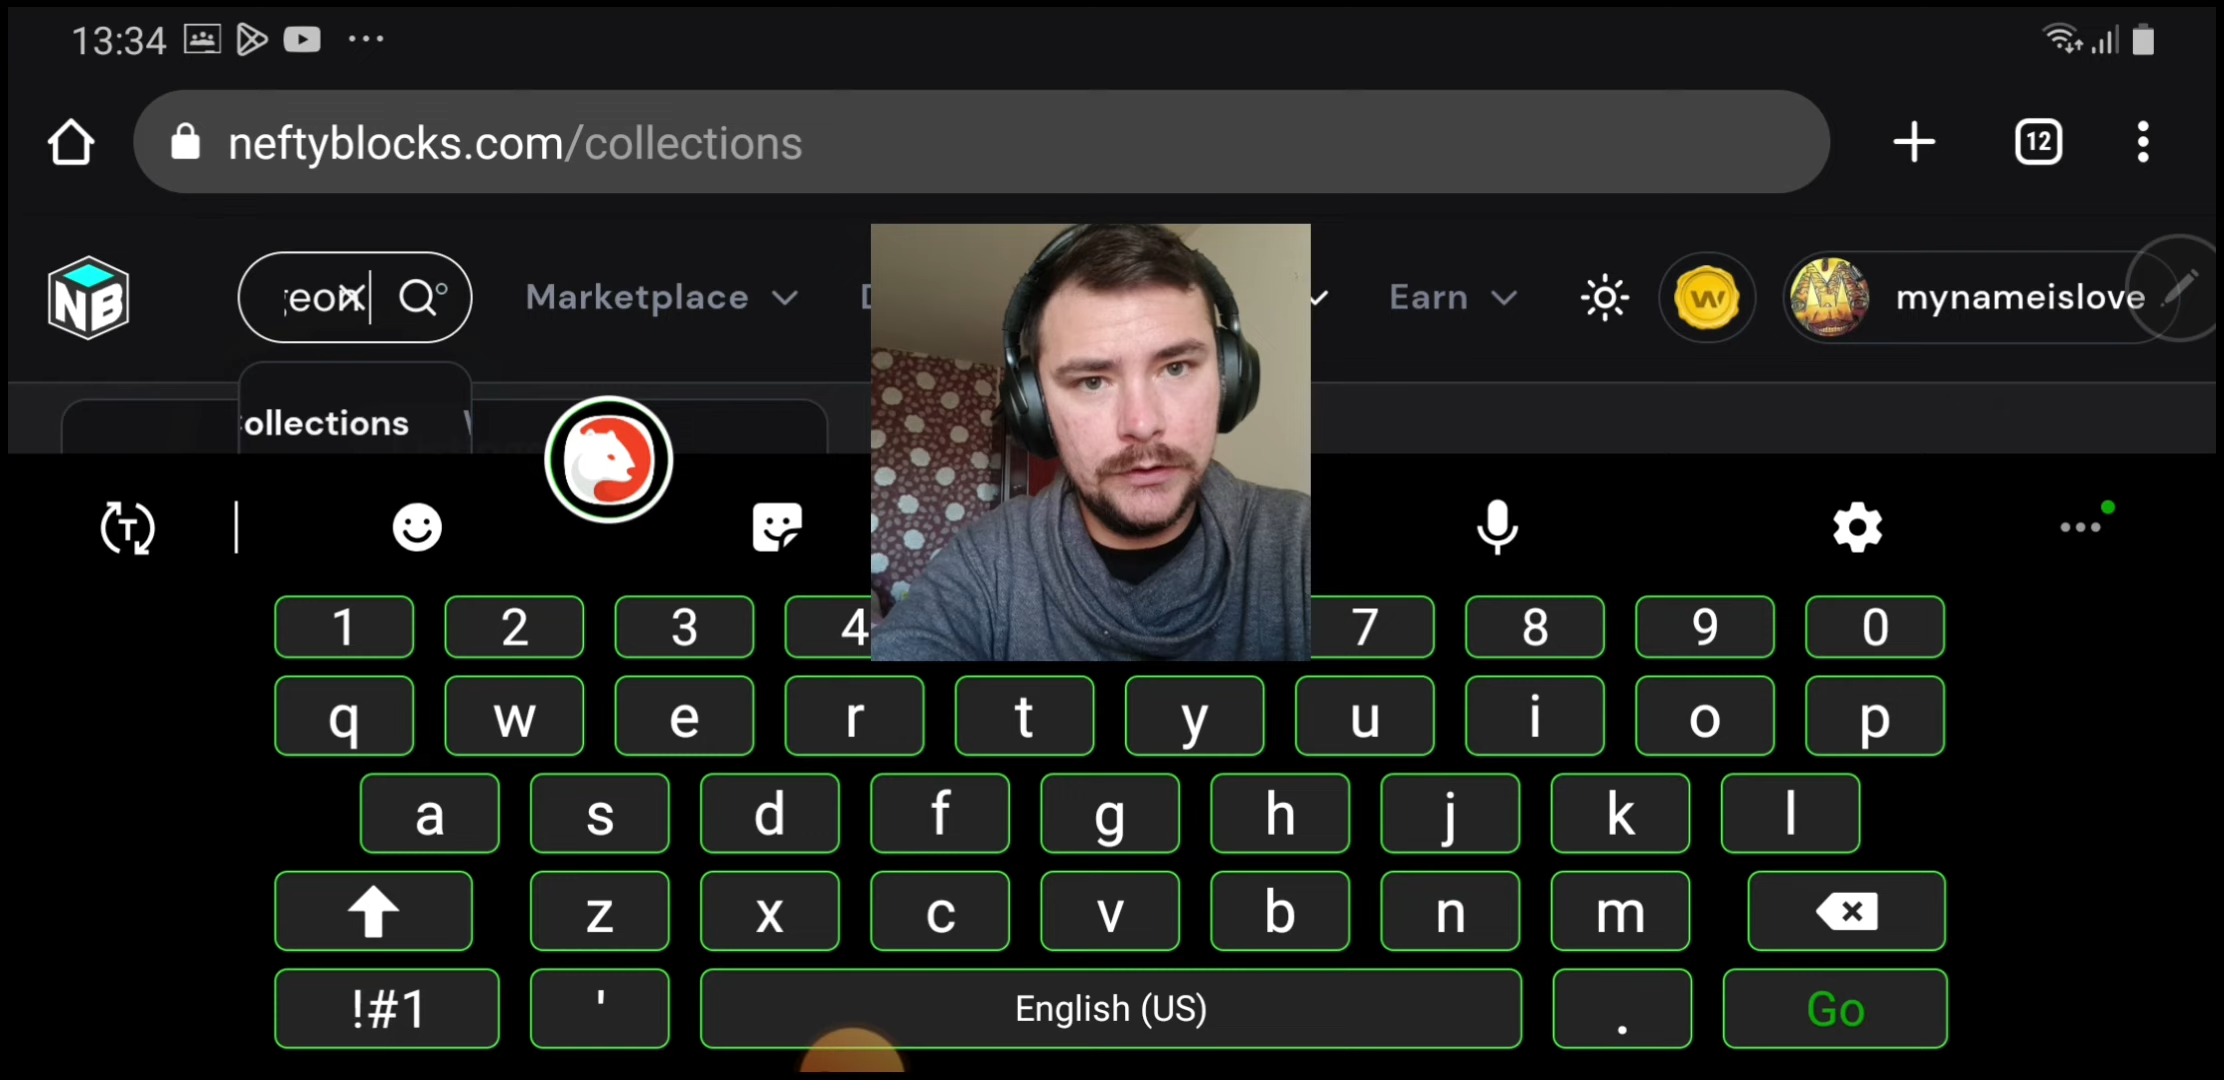 13:34
neftyblocks.com/collections
12
NB
Marketplace
Earn
W
mynameislove
ollections
T
1 2 3 4 7 8 9 0
q w e r t y u i o p
a s d f g h j k l
z x c v b n m
!#1 ' English (US) . Go